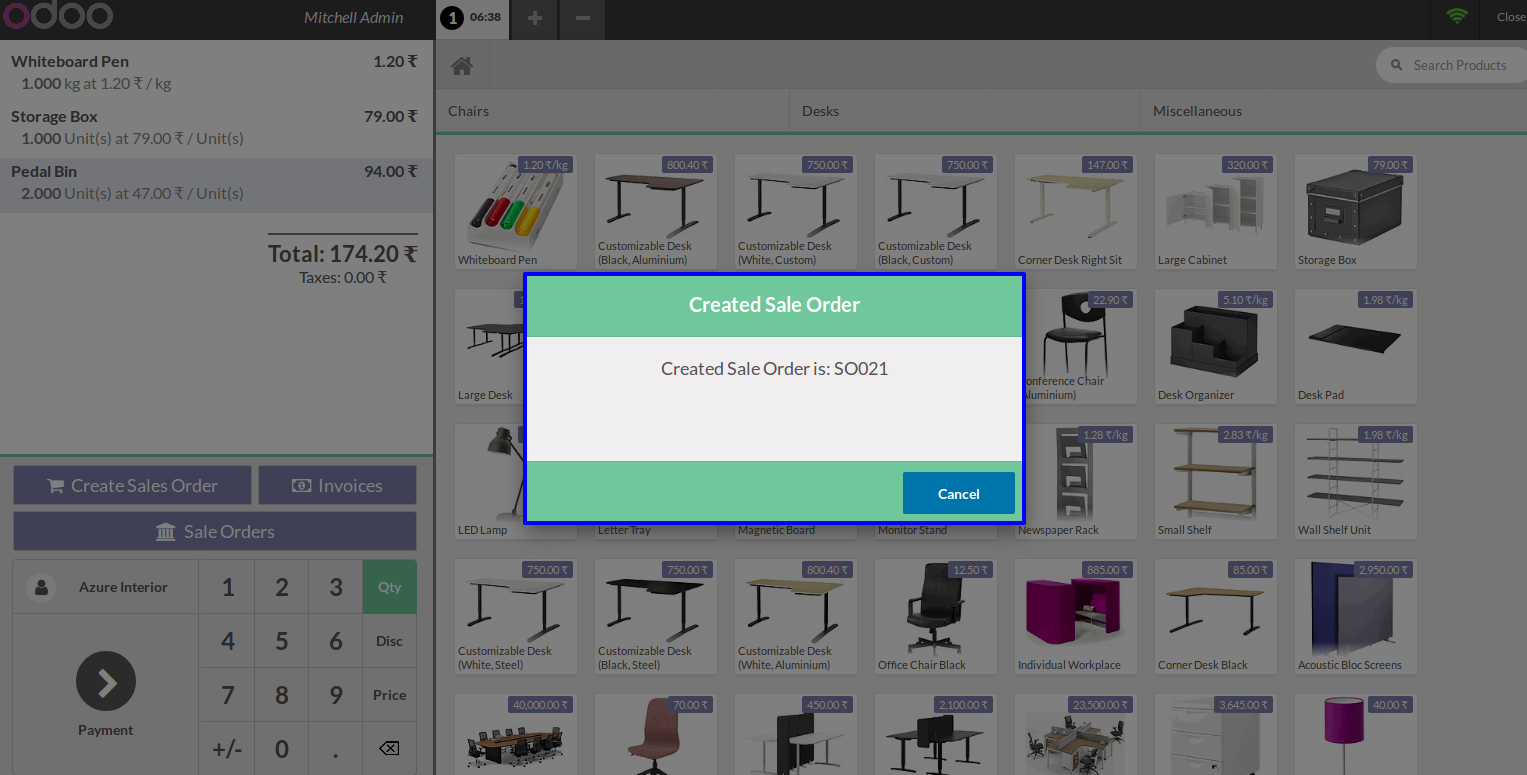 odoo
Mitchell Admin
1 06:38
+
−
Close
Whiteboard Pen 1.20 ₹
1.000 kg at 1.20 ₹ / kg
Storage Box 79.00 ₹
1.000 Unit(s) at 79.00 ₹ / Unit(s)
Pedal Bin 94.00 ₹
2.000 Unit(s) at 47.00 ₹ / Unit(s)
Total: 174.20 ₹
Taxes: 0.00 ₹
Create Sales Order
Invoices
Sale Orders
Azure Interior
Payment
1 2 3 Qty
4 5 6 Disc
7 8 9 Price
+/- 0 .
Search Products
Chairs
Desks
Miscellaneous
1.20 ₹/kg
Whiteboard Pen
800.40 ₹
Customizable Desk
(Black, Aluminium)
750.00 ₹
Customizable Desk
(White, Custom)
750.00 ₹
Customizable Desk
(Black, Custom)
147.00 ₹
Corner Desk Right Sit
320.00 ₹
Large Cabinet
79.00 ₹
Storage Box
Large Desk
22.90 ₹
onference Chair
luminium)
5.10 ₹/kg
Desk Organizer
1.98 ₹/kg
Desk Pad
Created Sale Order
Created Sale Order is: SO021
Cancel
LED Lamp
Letter Tray
Magnetic Board
Monitor Stand
1.28 ₹/kg
Newspaper Rack
2.83 ₹/kg
Small Shelf
1.98 ₹/kg
Wall Shelf Unit
750.00 ₹
Customizable Desk
(White, Steel)
750.00 ₹
Customizable Desk
(Black, Steel)
800.40 ₹
Customizable Desk
(White, Aluminium)
12.50 ₹
Office Chair Black
885.00 ₹
Individual Workplace
85.00 ₹
Corner Desk Black
2,950.00 ₹
Acoustic Bloc Screens
40,000.00 ₹
70.00 ₹
450.00 ₹
2,100.00 ₹
23,500.00 ₹
3,645.00 ₹
40.00 ₹